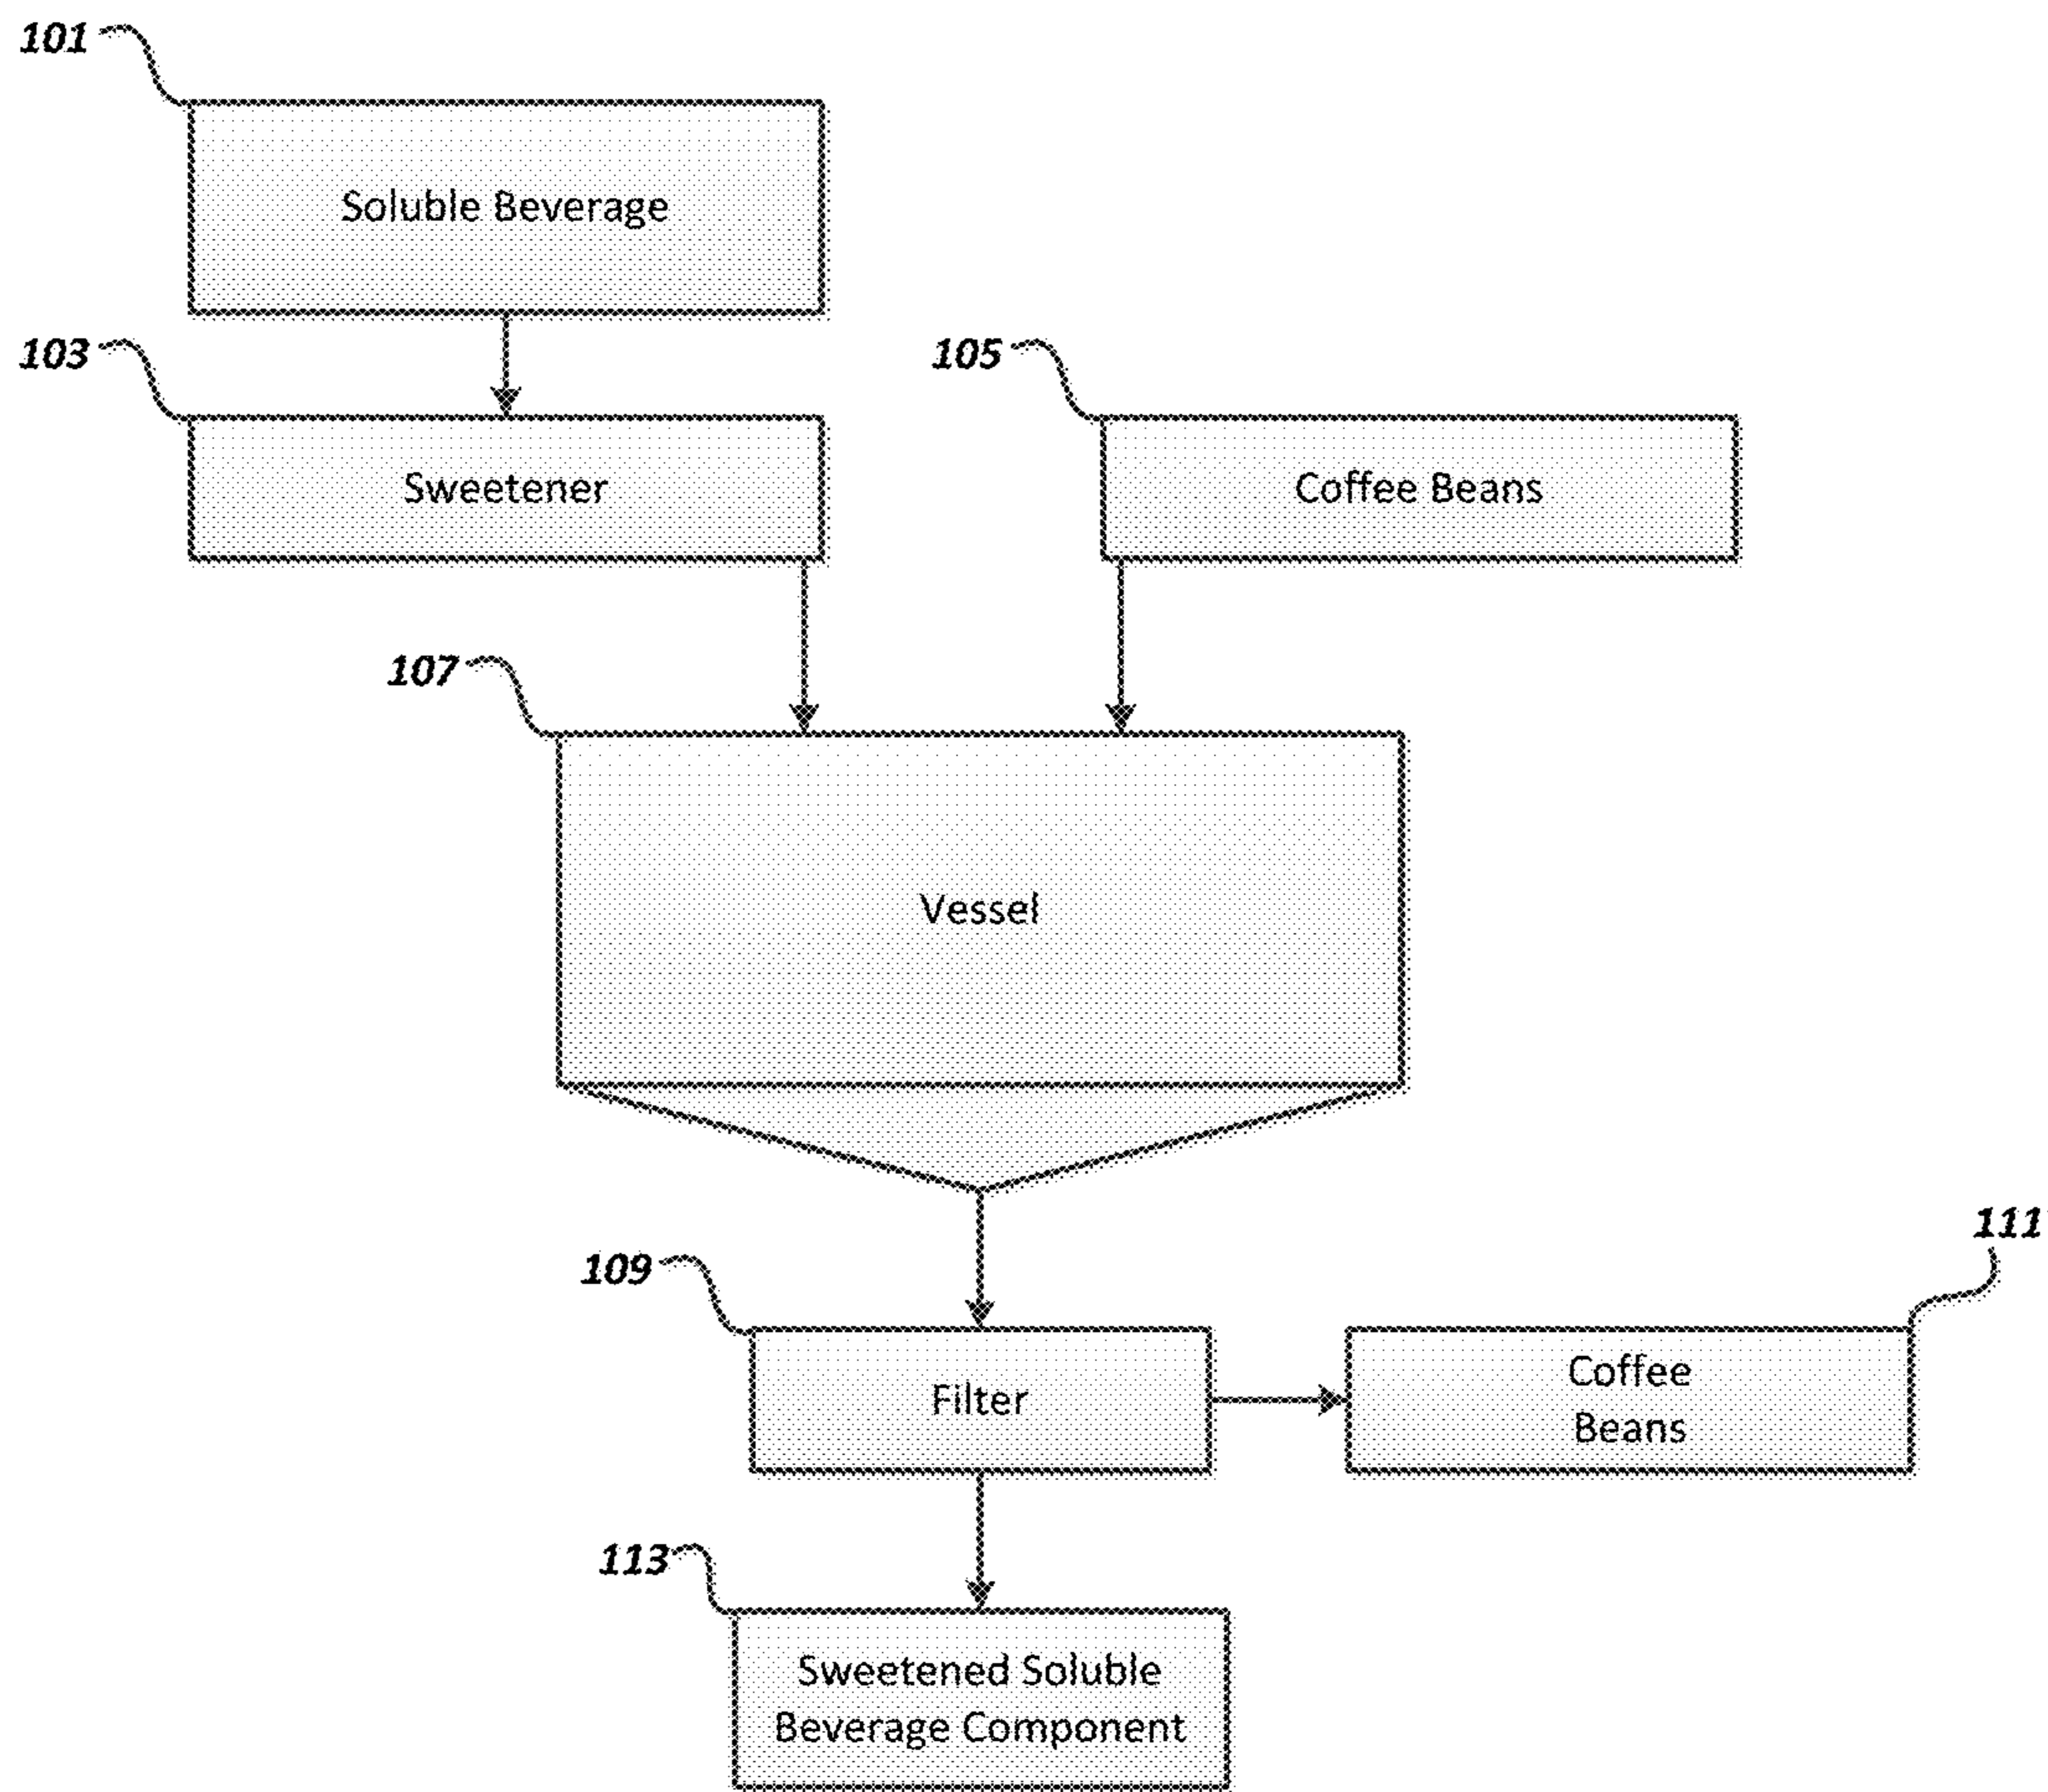 101
Soluble Beverage
103
105
Sweetener
Coffee Beans
107
Vessel
111
109
Filter
Coffee
Beans
113
Sweetened Soluble
Beverage Component